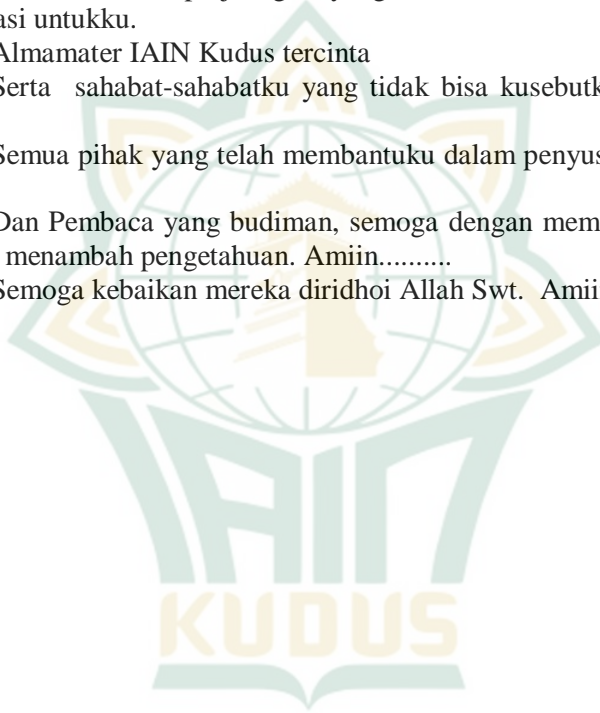 asi untukku.
Almamater IAIN Kudus tercinta
Serta sahabat-sahabatku yang tidak bisa kusebutk
Semua pihak yang telah membantuku dalam penyus
Dan Pembaca yang budiman, semoga dengan mem
menambah pengetahuan. Amiin..........
Semoga kebaikan mereka diridhoi Allah Swt. Amii
IAIN
KUDUS